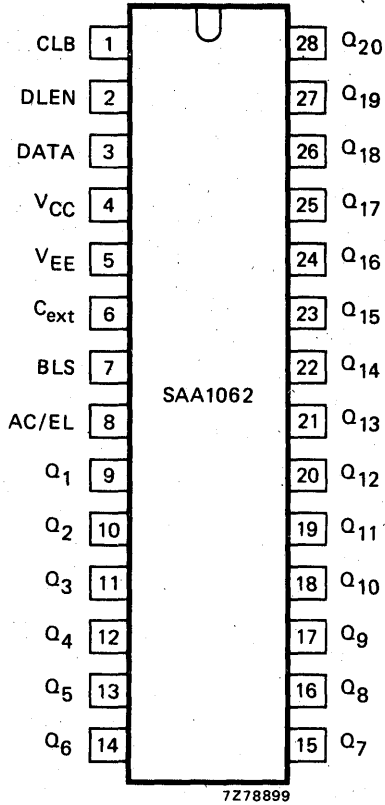 CLB 1 28 Q20
DLEN 2 27 Q19
DATA 3 26 Q18
VCC 4 25 Q17
VEE 5 24 Q16
Cext 6 23 Q15
BLS 7 22 Q14
SAA1062
AC/EL 8 21 Q13
Q1 9 20 Q12
Q2 10 19 Q11
Q3 11 18 Q10
Q4 12 17 Q9
Q5 13 16 Q8
Q6 14 15 Q7
7Z78899